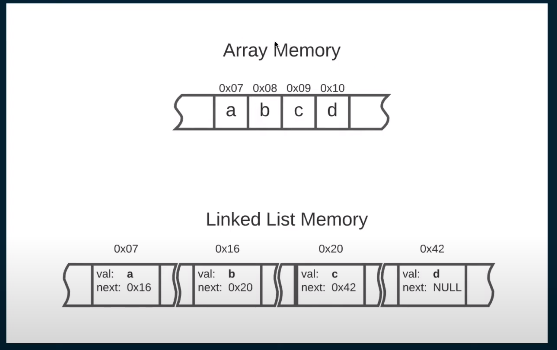 Array Memory
0x07 0x08 0x09 0x10
a b c d
Linked List Memory
0x07 0x16 0x20 0x42
val: a val: b val: c val: d
next: 0x16 next: 0x20 next: 0x42 next: NULL